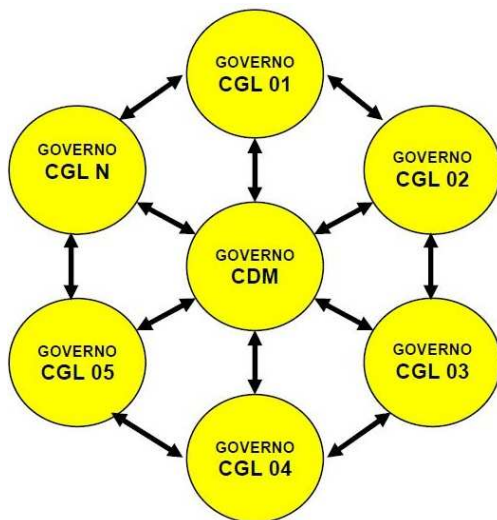 GOVERNO
CGL 01
GOVERNO
CGL N
GOVERNO
CGL 02
GOVERNO
CDM
GOVERNO
CGL 05
GOVERNO
CGL 03
GOVERNO
CGL 04